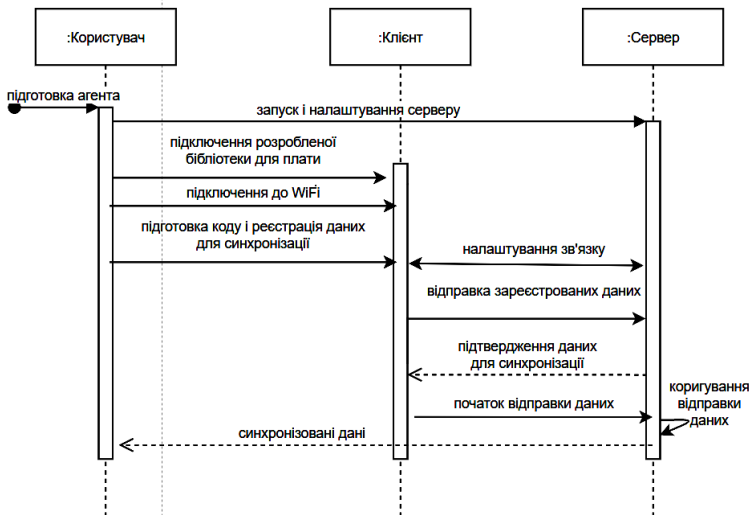 :Користувач
:Клієнт
:Сервер
підготовка агента
запуск і налаштування серверу
підключення розробленої
бібліотеки для плати
підключення до WiFi
підготовка коду і реєстрація даних
для синхронізації
налаштування зв'язку
відправка зареєстрованих даних
підтвердження даних
для синхронізації
коригування
відправки
даних
початок відправки даних
синхронізовані дані